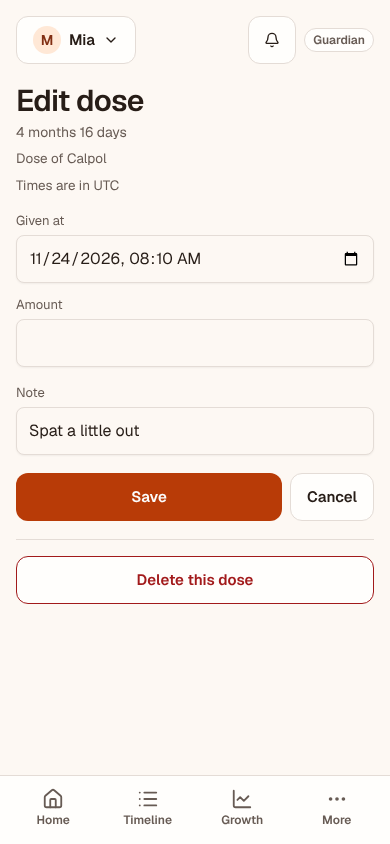 M Mia
Guardian
Edit dose
4 months 16 days
Dose of Calpol
Times are in UTC
Given at
11/24/2026, 08:10 AM
Amount
Note
Spat a little out
Save
Cancel
Delete this dose
Home
Timeline
Growth
More